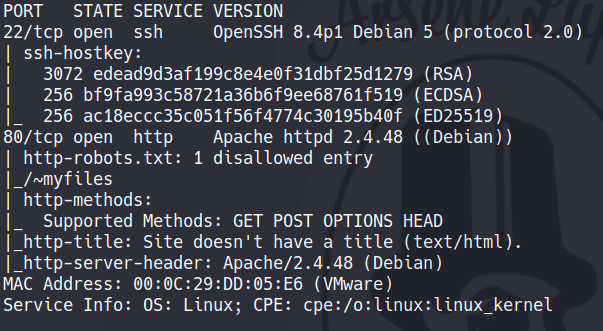 PORT   STATE SERVICE VERSION
22/tcp open  ssh     OpenSSH 8.4p1 Debian 5 (protocol 2.0)
| ssh-hostkey:
|   3072 edead9d3af199c8e4e0f31dbf25d1279 (RSA)
|   256 bf9fa993c58721a36b6f9ee68761f519 (ECDSA)
|_  256 ac18eccc35c051f56f4774c30195b40f (ED25519)
80/tcp open  http    Apache httpd 2.4.48 ((Debian))
| http-robots.txt: 1 disallowed entry
|_/~myfiles
| http-methods:
|_  Supported Methods: GET POST OPTIONS HEAD
|_http-title: Site doesn't have a title (text/html).
|_http-server-header: Apache/2.4.48 (Debian)
MAC Address: 00:0C:29:DD:05:E6 (VMware)
Service Info: OS: Linux; CPE: cpe:/o:linux:linux_kernel